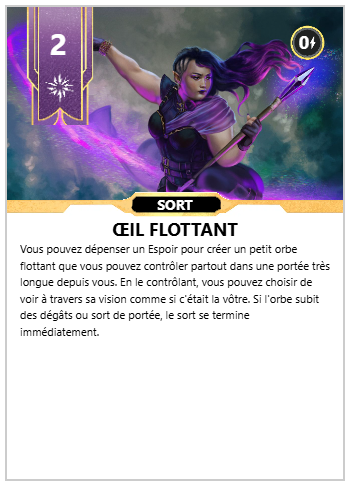 2
0
SORT
ŒIL FLOTTANT
Vous pouvez dépenser un Espoir pour créer un petit orbe
flottant que vous pouvez contrôler partout dans une portée très
longue depuis vous. En le contrôlant, vous pouvez choisir de
voir à travers sa vision comme si c'était la vôtre. Si l'orbe subit
des dégâts ou sort de portée, le sort se termine
immédiatement.